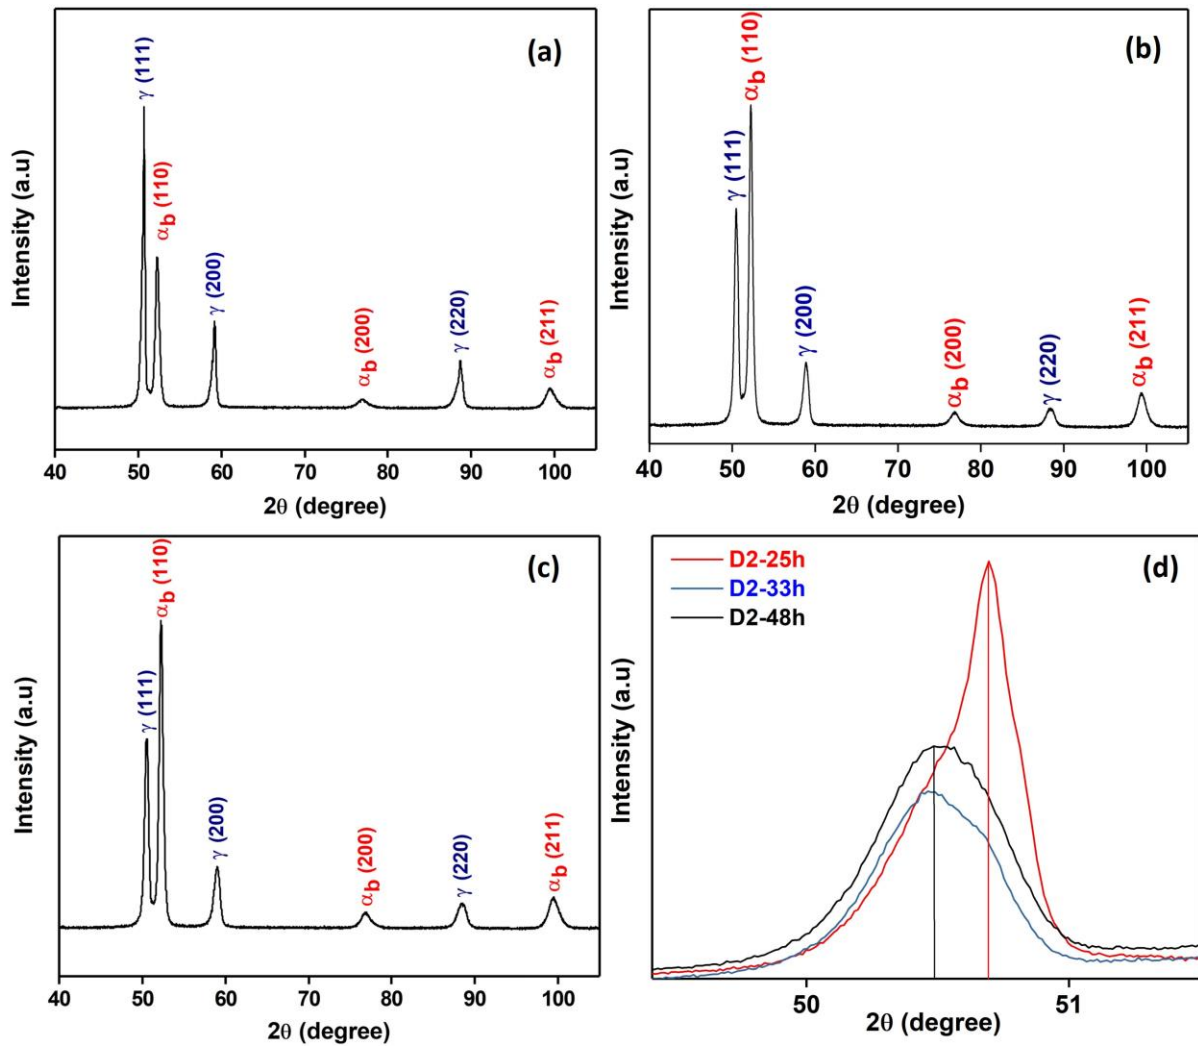 (a)
γ (111)
αb (110)
γ (200)
αb (200)
γ (220)
αb (211)
Intensity (a.u)
40 50 60 70 80 90 100
2θ (degree)
(b)
γ (111)
αb (110)
γ (200)
αb (200)
γ (220)
αb (211)
Intensity (a.u)
40 50 60 70 80 90 100
2θ (degree)
(c)
γ (111)
αb (110)
γ (200)
αb (200)
γ (220)
αb (211)
Intensity (a.u)
40 50 60 70 80 90 100
2θ (degree)
(d)
D2-25h
D2-33h
D2-48h
Intensity (a.u)
50 51
2θ (degree)